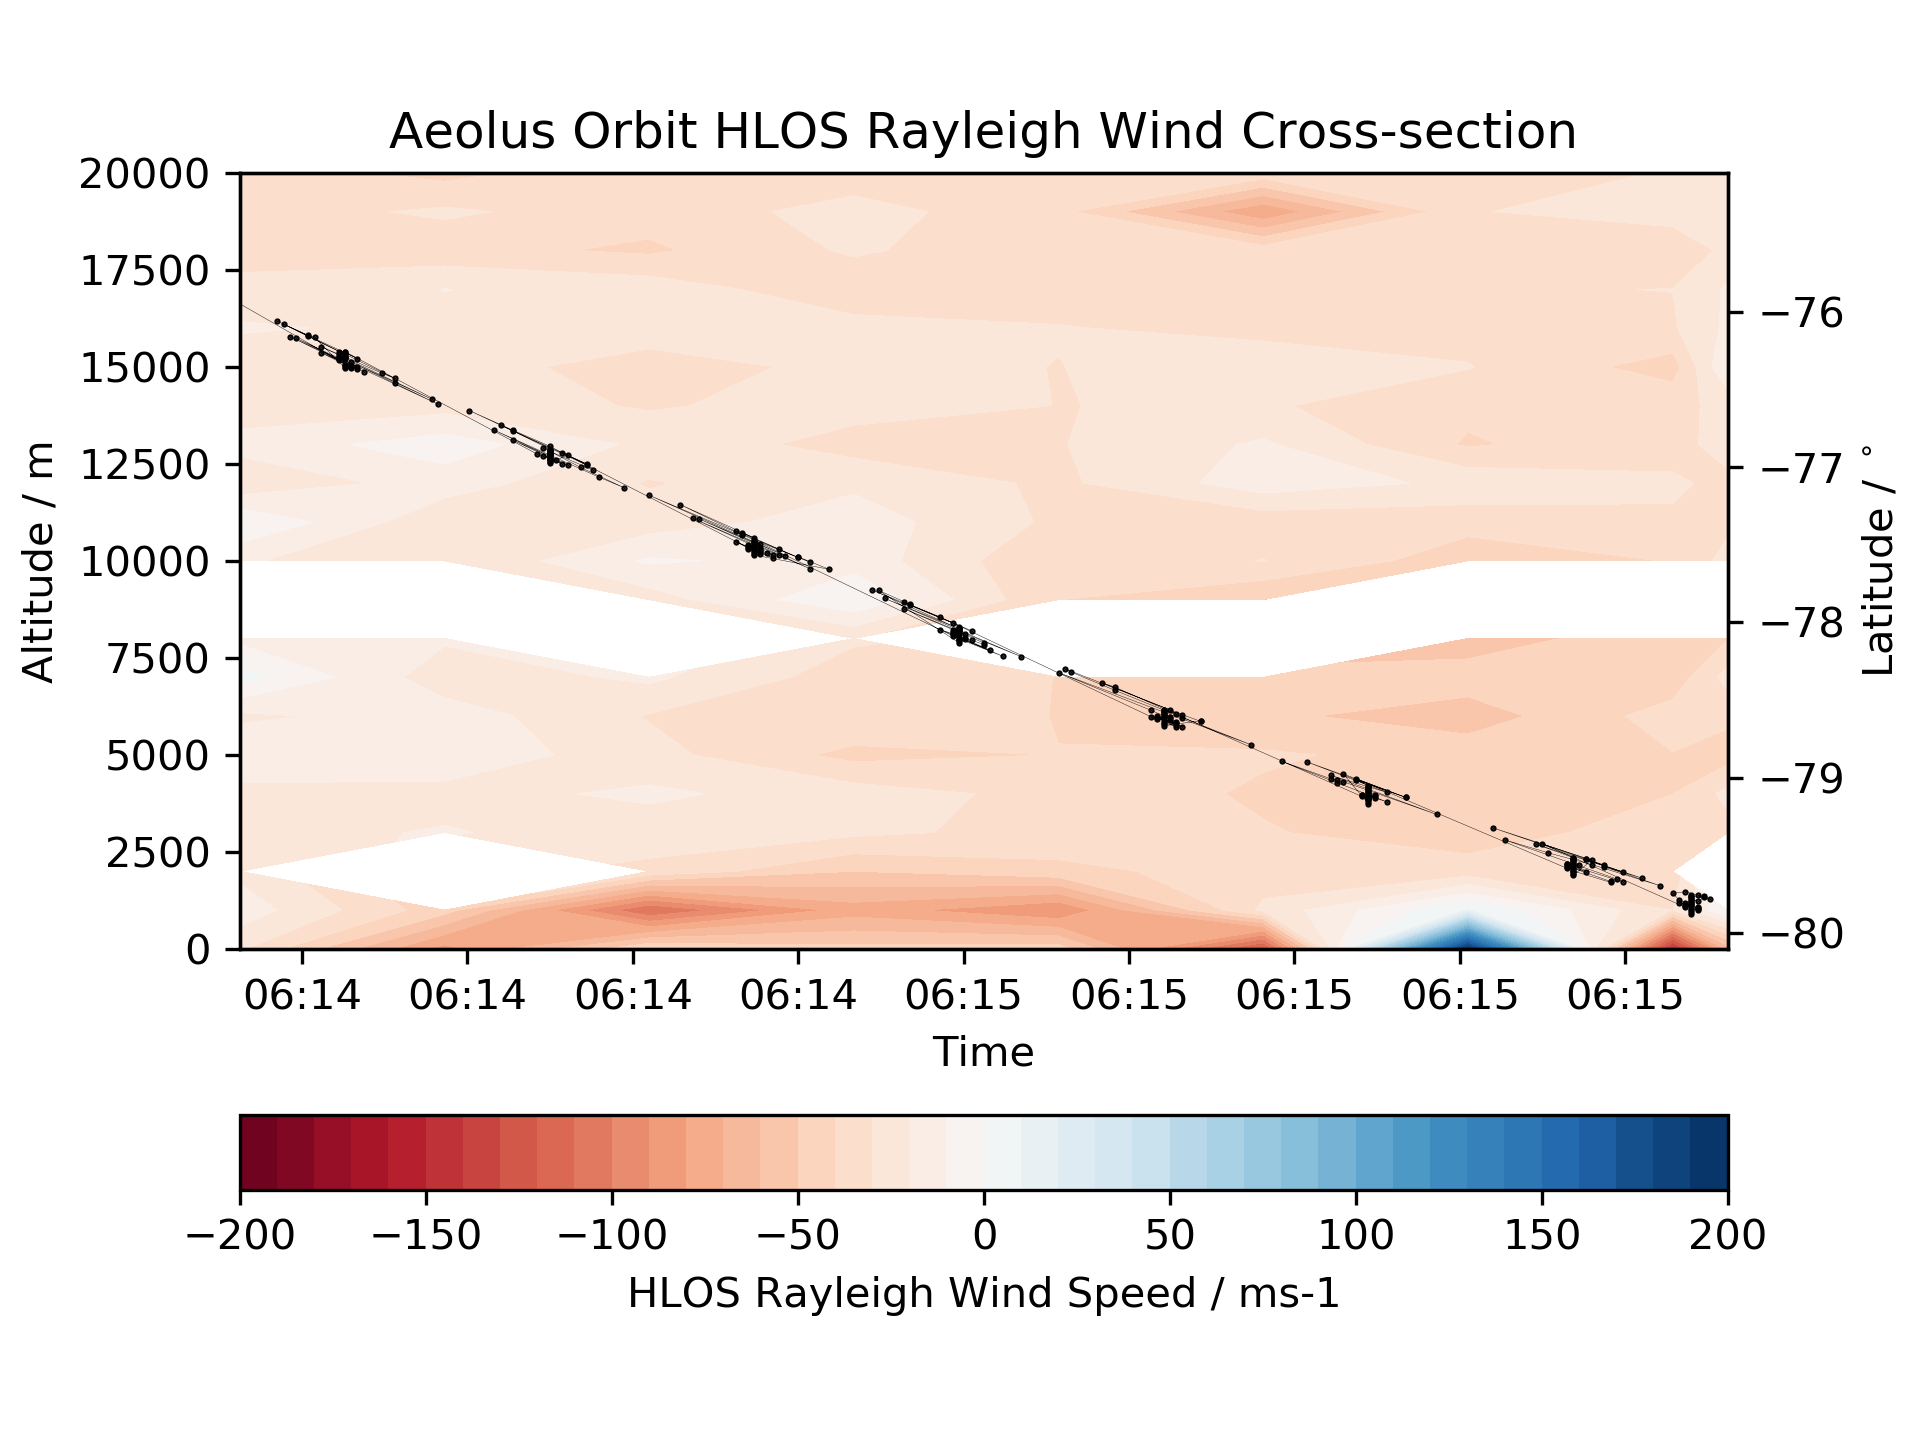 Aeolus Orbit HLOS Rayleigh Wind Cross-section
20000
17500
15000
12500
10000
7500
5000
2500
0
Altitude / m
−76
−77
−78
−79
−80
Latitude / °
06:14 06:14 06:14 06:14 06:15 06:15 06:15 06:15 06:15
Time
−200 −150 −100 −50 0 50 100 150 200
HLOS Rayleigh Wind Speed / ms-1